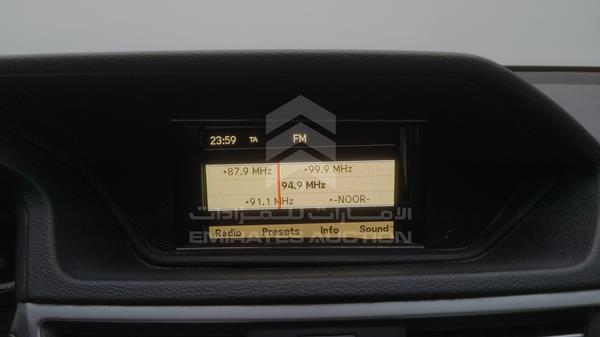 23:59 TA FM
•87.9 MHz •99.9 MHz
94.9 MHz
•91.1 MHz •-NOOR-
الإمارات للمزادات
Radio Presets Info Sound
EMIRATES AUCTION